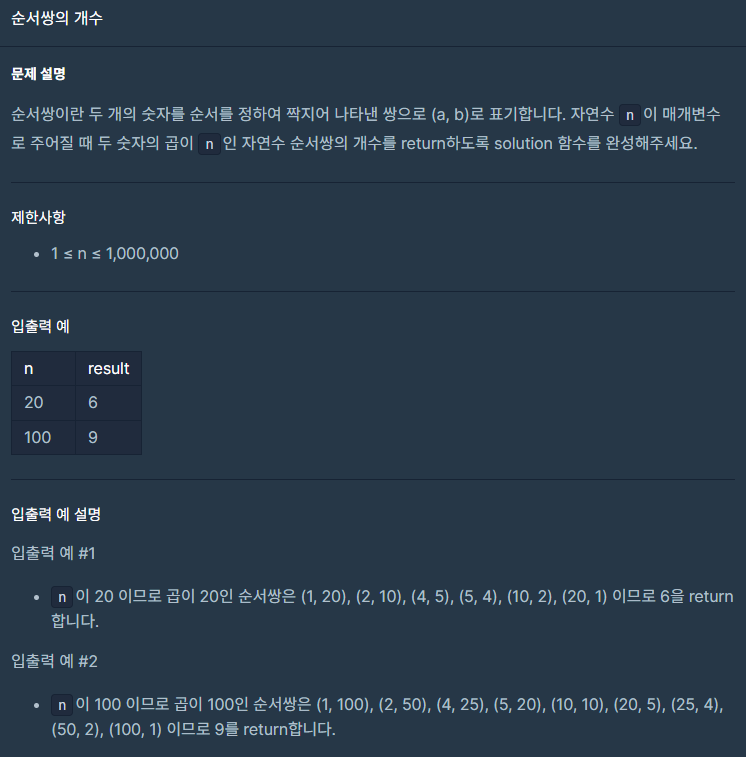 순서쌍의 개수
문제 설명
순서쌍이란 두 개의 숫자를 순서를 정하여 짝지어 나타낸 쌍으로 (a, b)로 표기합니다. 자연수 n 이 매개변수
로 주어질 때 두 숫자의 곱이 n 인 자연수 순서쌍의 개수를 return하도록 solution 함수를 완성해주세요.
제한사항
• 1 ≤ n ≤ 1,000,000
입출력 예
n result
20 6
100 9
입출력 예 설명
입출력 예 #1
• n 이 20 이므로 곱이 20인 순서쌍은 (1, 20), (2, 10), (4, 5), (5, 4), (10, 2), (20, 1) 이므로 6을 return
합니다.
입출력 예 #2
• n 이 100 이므로 곱이 100인 순서쌍은 (1, 100), (2, 50), (4, 25), (5, 20), (10, 10), (20, 5), (25, 4),
(50, 2), (100, 1) 이므로 9를 return합니다.